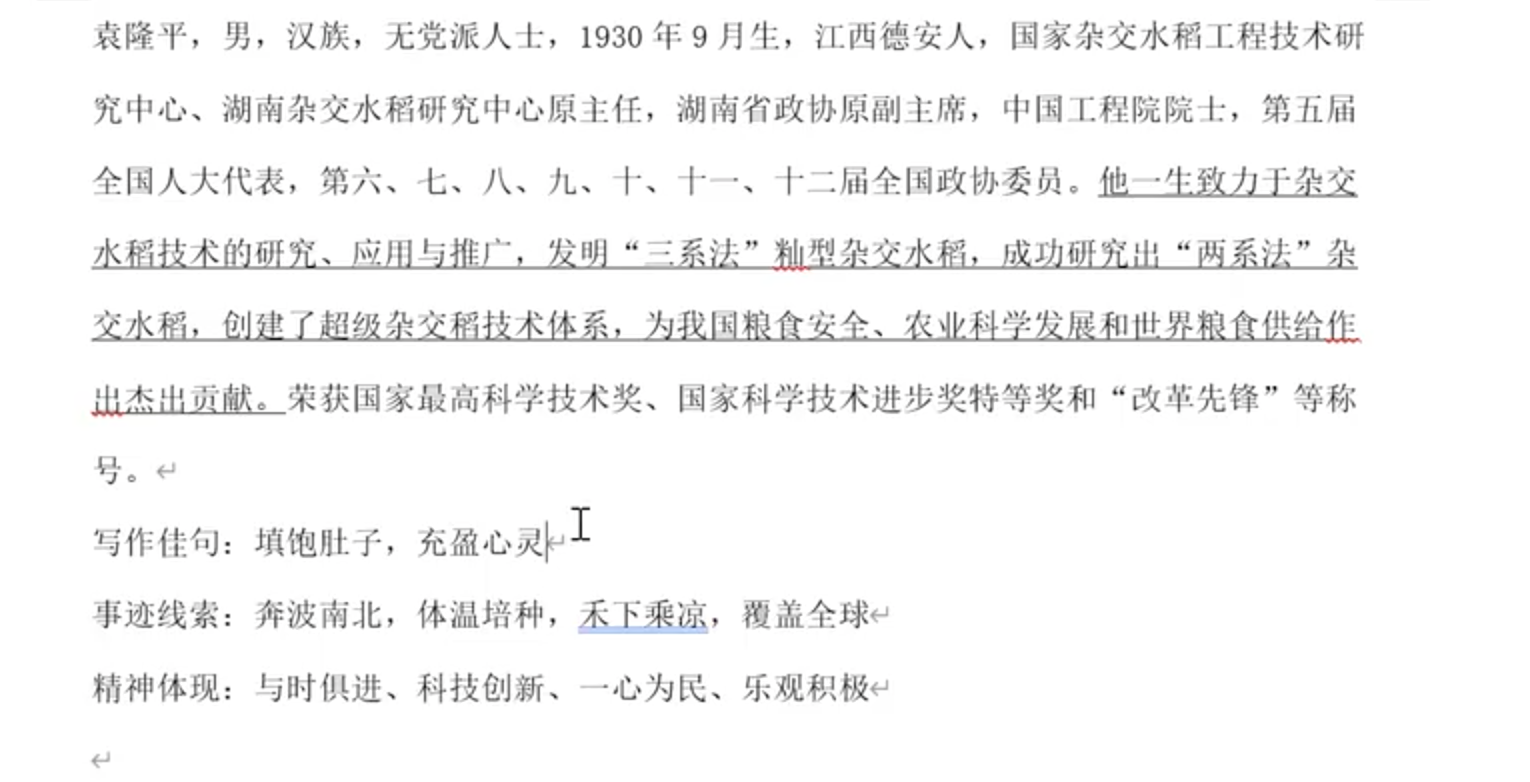 袁隆平，男，汉族，无党派人士，1930 年 9 月生，江西德安人，国家杂交水稻工程技术研
究中心、湖南杂交水稻研究中心原主任，湖南省政协原副主席，中国工程院院士，第五届
全国人大代表，第六、七、八、九、十、十一、十二届全国政协委员。他一生致力于杂交
水稻技术的研究、应用与推广，发明“三系法”籼型杂交水稻，成功研究出“两系法”杂
交水稻，创建了超级杂交稻技术体系，为我国粮食安全、农业科学发展和世界粮食供给作
出杰出贡献。荣获国家最高科学技术奖、国家科学技术进步奖特等奖和“改革先锋”等称
号。
写作佳句：填饱肚子，充盈心灵
事迹线索：奔波南北，体温培种，禾下乘凉，覆盖全球
精神体现：与时俱进、科技创新、一心为民、乐观积极